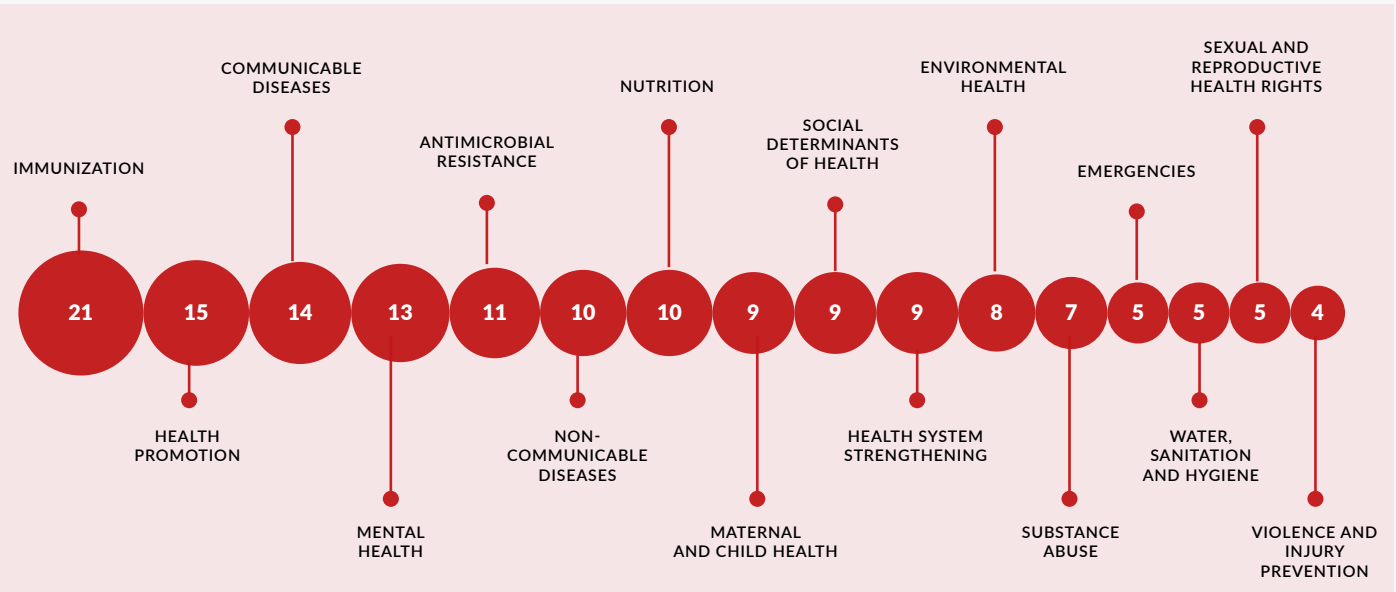 SEXUAL AND
REPRODUCTIVE
HEALTH RIGHTS
COMMUNICABLE
DISEASES
NUTRITION
ENVIRONMENTAL
HEALTH
SOCIAL
DETERMINANTS
OF HEALTH
ANTIMICROBIAL
RESISTANCE
IMMUNIZATION
EMERGENCIES
21
15
14
13
11
10
10
9
9
9
8
7
5
5
5
4
HEALTH
PROMOTION
NON-
COMMUNICABLE
DISEASES
HEALTH SYSTEM
STRENGTHENING
WATER,
SANITATION
AND HYGIENE
MENTAL
HEALTH
MATERNAL
AND CHILD HEALTH
SUBSTANCE
ABUSE
VIOLENCE AND
INJURY
PREVENTION